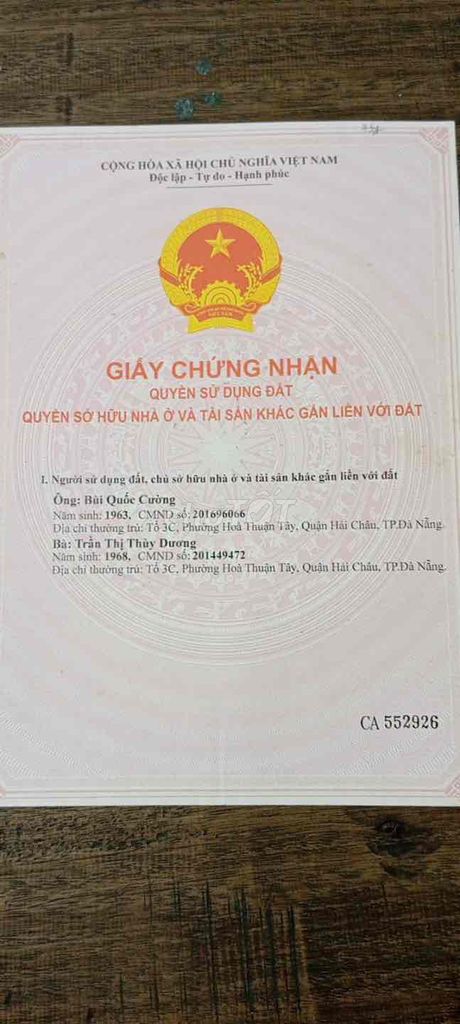 CỘNG HÒA XÃ HỘI CHỦ NGHĨA VIỆT NAM
Độc lập - Tự do - Hạnh phúc
VIỆT NAM
GIẤY CHỨNG NHẬN
QUYỀN SỬ DỤNG ĐẤT
QUYỀN SỞ HỮU NHÀ Ở VÀ TÀI SẢN KHÁC GẮN LIỀN VỚI ĐẤT
I. Người sử dụng đất, chủ sở hữu nhà ở và tài sản khác gắn liền với đất
Ông: Bùi Quốc Cường
Năm sinh: 1963, CMND số: 201696066
Địa chỉ thường trú: Tổ 3C, Phường Hoà Thuận Tây, Quận Hải Châu, TP.Đà Nẵng.
Bà: Trần Thị Thùy Dương
Năm sinh: 1968, CMND số: 201449472
Địa chỉ thường trú: Tổ 3C, Phường Hoà Thuận Tây, Quận Hải Châu, TP.Đà Nẵng.
CA 552926